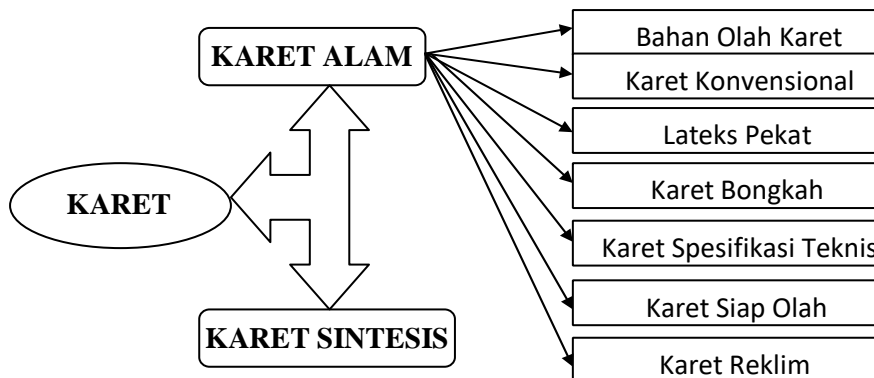 KARET
KARET ALAM
KARET SINTESIS
Bahan Olah Karet
Karet Konvensional
Lateks Pekat
Karet Bongkah
Karet Spesifikasi Teknis
Karet Siap Olah
Karet Reklim